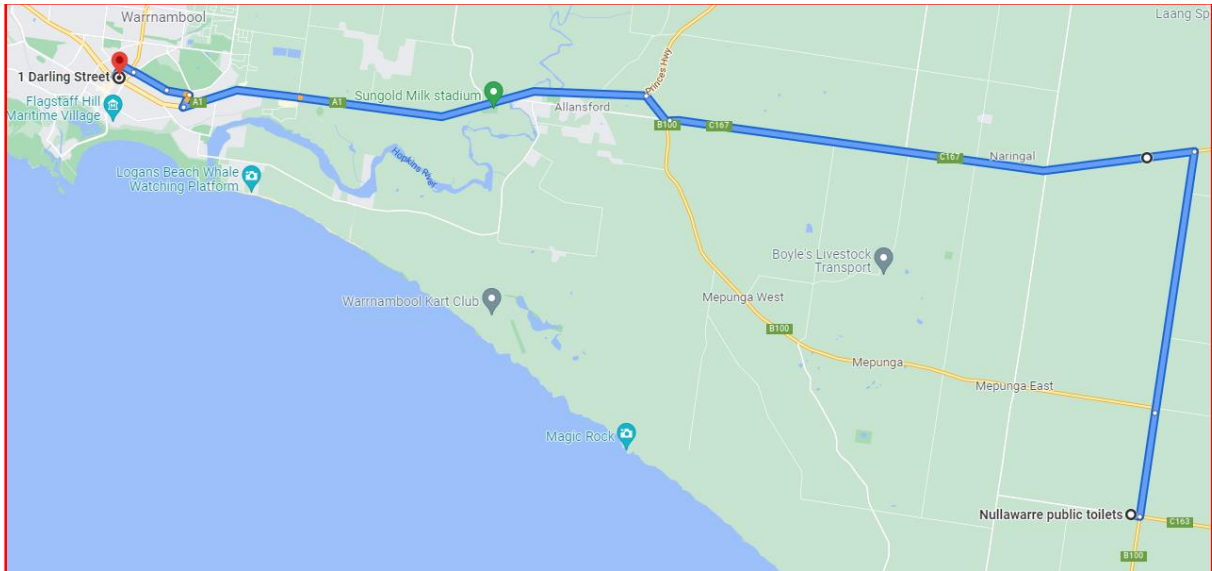 Warrnambool
Laang Sp
1 Darling Street
Princes Hwy
Sungold Milk stadium
Flagstaff Hill
Maritime Village
A1
A1
Allansford
B100
C167
Hopkins River
C167
Naringal
Logans Beach Whale
Watching Platform
Boyle's Livestock
Transport
Warrnambool Kart Club
Mepunga West
B100
Mepunga
Mepunga East
Magic Rock
Nullawarre public toilets
C163
B100